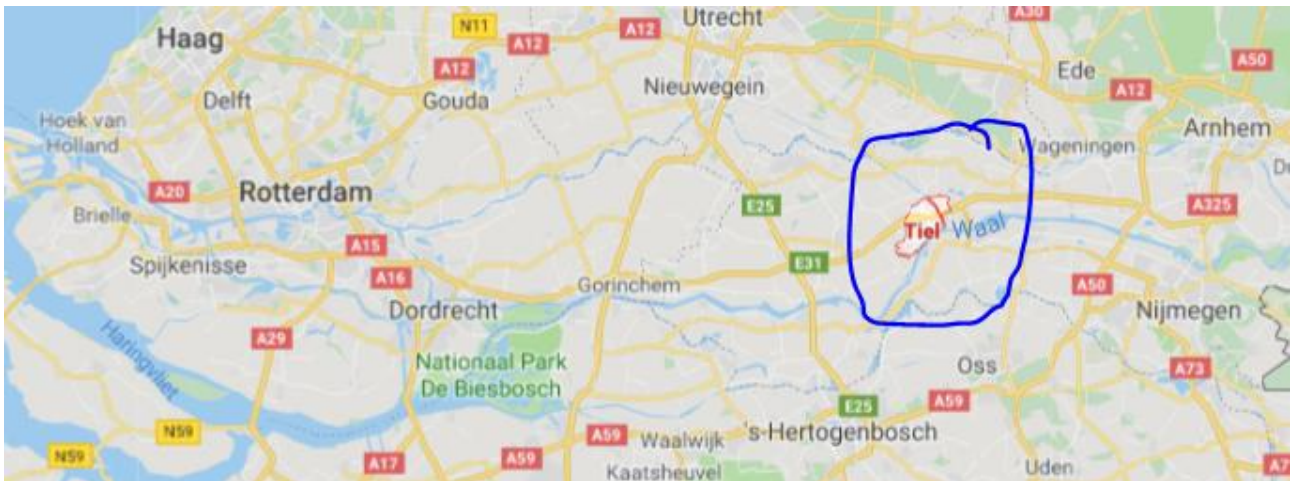 Utrecht
A30
N11
Haag
A12
A12
A50
Ede
A12
Nieuwegein
A12
Delft
Gouda
Hoek van
Holland
Arnhem
Wageningen
A20
Rotterdam
E25
A325
Brielle
Tiel
Waal
A15
Spijkenisse
A16
E31
Gorinchem
A50
Dordrecht
Nijmegen
Haringvliet
A29
Nationaal Park
De Biesbosch
Oss
A73
E25
A59
N59
A59
Waalwijk
's-Hertogenbosch
N59
A17
A59
Kaatsheuvel
Uden